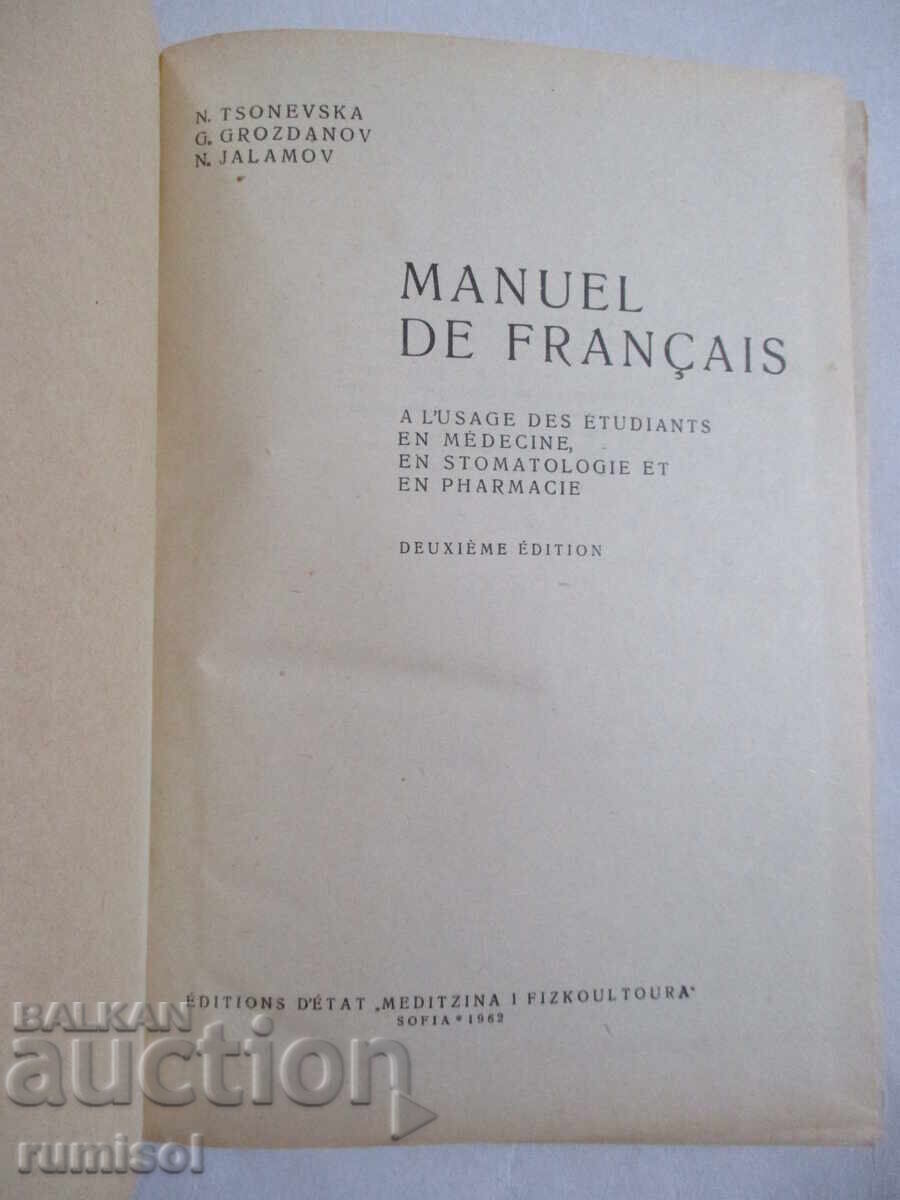 N. TSONEVSKA
G. GROZDANOV
N. JALAMOV
MANUEL
DE FRANÇAIS
A L'USAGE DES ÉTUDIANTS
EN MÉDECINE,
EN STOMATOLOGIE ET
EN PHARMACIE
DEUXIÈME ÉDITION
ÉDITIONS D'ÉTAT „MEDITZINA I FIZKOULTOURA“
SOFIA * 1962
BALKAN
auction
rumisol